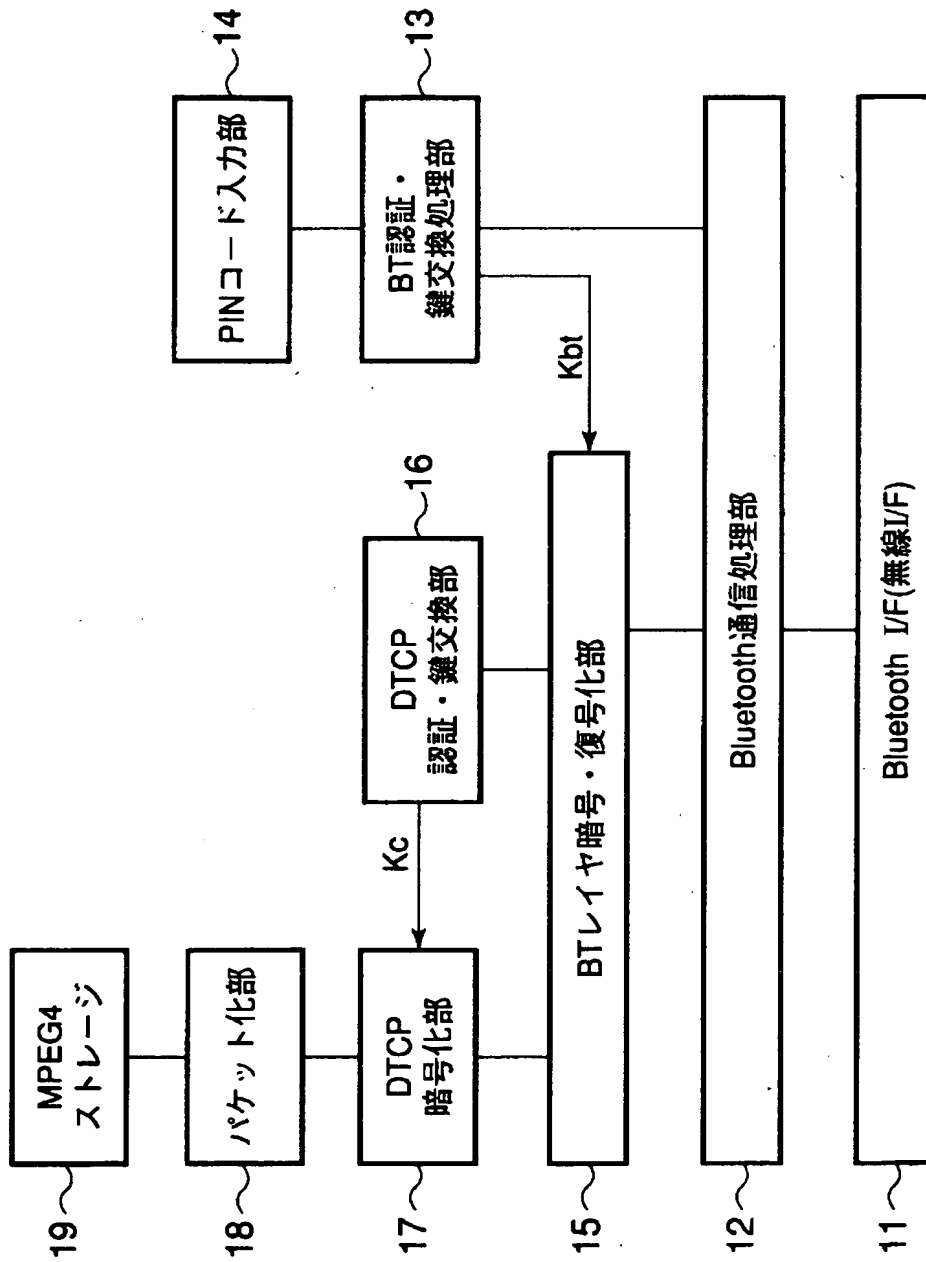 19
MPEG4
ストレージ
18
パケット化部
14
PINコード入力部
17
DTCP
暗号化部
Kc
DTCP
認証・鍵交換部
16
BT認証・
鍵交換処理部
13
Kbt
15
BTレイヤ暗号・復号化部
12
Bluetooth通信処理部
11
Bluetooth I/F(無線I/F)